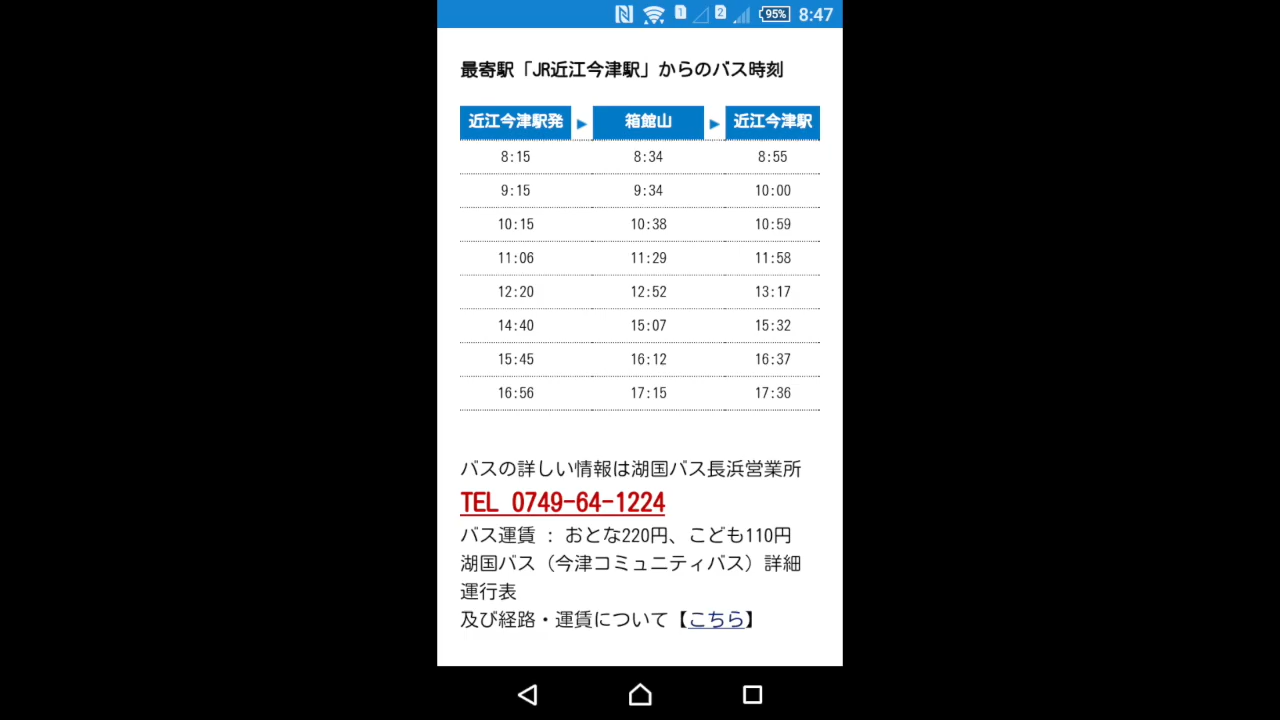 1 2 95% 8:47
最寄駅「JR近江今津駅」からのバス時刻
近江今津駅発 ▶ 箱館山 ▶ 近江今津駅
8:15 8:34 8:55
9:15 9:34 10:00
10:15 10:38 10:59
11:06 11:29 11:58
12:20 12:52 13:17
14:40 15:07 15:32
15:45 16:12 16:37
16:56 17:15 17:36
バスの詳しい情報は湖国バス長浜営業所
TEL 0749-64-1224
バス運賃 : おとな220円、こども110円
湖国バス（今津コミュニティバス）詳細
運行表
及び経路・運賃について【こちら】